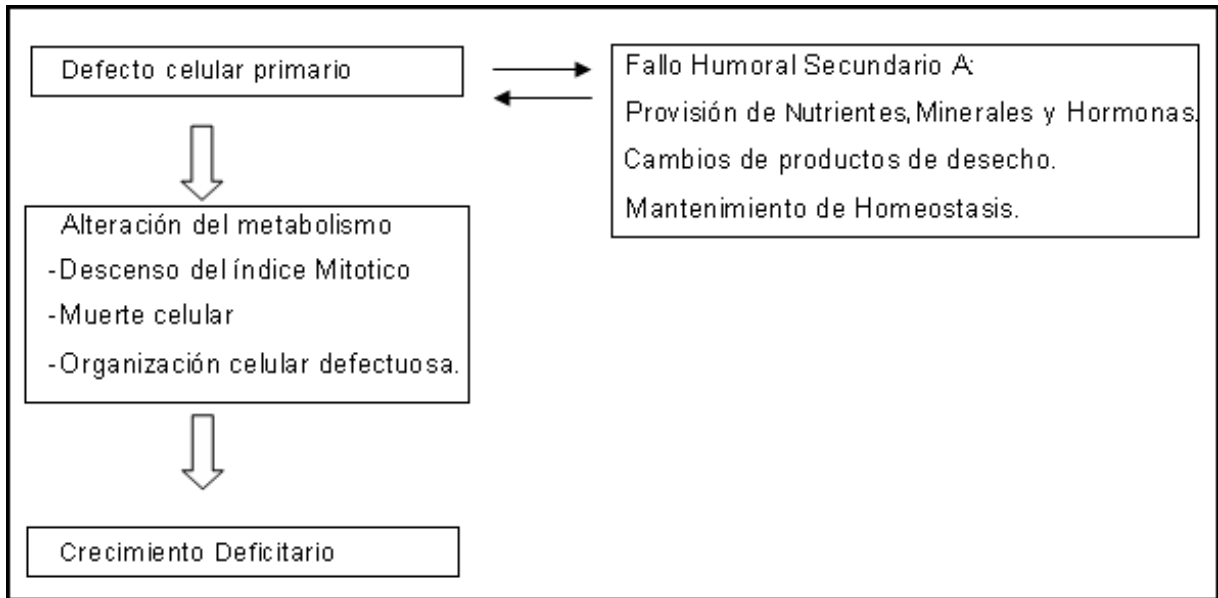 Defecto celular primario
Fallo Humoral Secundario A:
Provisión de Nutrientes, Minerales y Hormonas.
Cambios de productos de desecho.
Mantenimiento de Homeostasis.
Alteración del metabolismo
-Descenso del índice Mitotico
-Muerte celular
-Organización celular defectuosa.
Crecimiento Deficitario